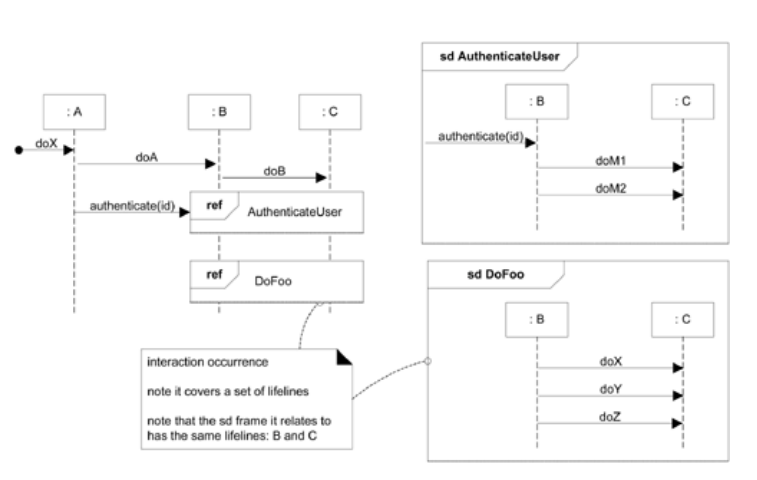 : A
: B
: C
doX
doA
doB
authenticate(id)
ref
AuthenticateUser
ref
DoFoo
interaction occurrence
note it covers a set of lifelines
note that the sd frame it relates to
has the same lifelines: B and C
sd AuthenticateUser
: B
: C
authenticate(id)
doM1
doM2
sd DoFoo
: B
: C
doX
doY
doZ